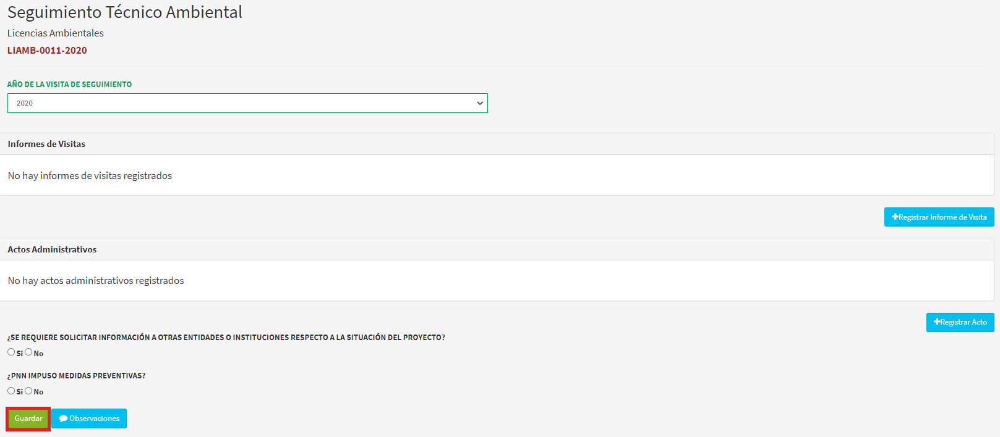 Seguimiento Técnico Ambiental
Licencias Ambientales
LIAMB-0011-2020
AÑO DE LA VISITA DE SEGUIMIENTO
2020
Informes de Visitas
No hay informes de visitas registrados
Registrar Informe de Visita
Actos Administrativos
No hay actos administrativos registrados
Registrar Acto
¿SE REQUIERE SOLICITAR INFORMACIÓN A OTRAS ENTIDADES O INSTITUCIONES RESPECTO A LA SITUACIÓN DEL PROYECTO?
Si No
¿PNN IMPUSO MEDIDAS PREVENTIVAS?
Si No
Guardar Observaciones